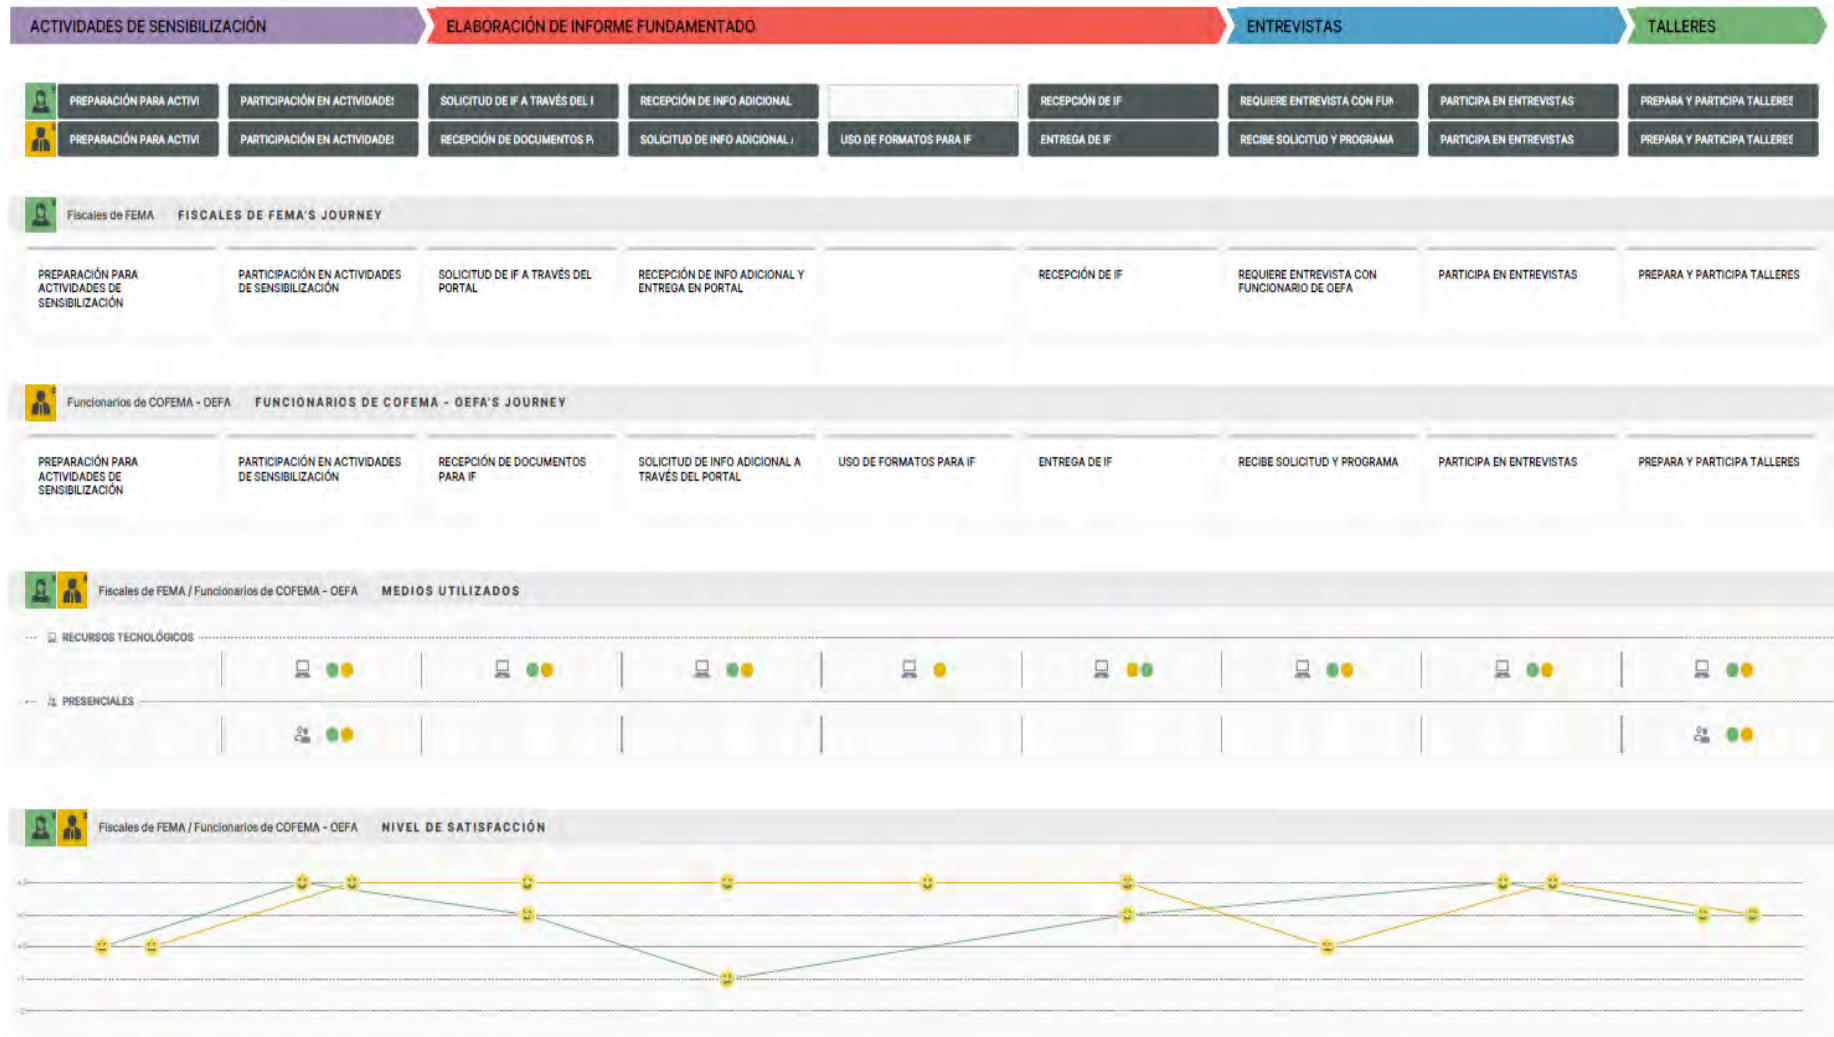 ACTIVIDADES DE SENSIBILIZACIÓN
ELABORACIÓN DE INFORME FUNDAMENTADO
ENTREVISTAS
TALLERES
PREPARACIÓN PARA ACTIVI
PARTICIPACIÓN EN ACTIVIDADE
SOLICITUD DE IF A TRAVÉS DEL
RECEPCIÓN DE INFO ADICIONAL
RECEPCIÓN DE IF
REQUIERE ENTREVISTA CON FUN
PARTICIPA EN ENTREVISTAS
PREPARA Y PARTICIPA TALLERES
PREPARACIÓN PARA ACTIVI
PARTICIPACIÓN EN ACTIVIDADE
RECEPCIÓN DE DOCUMENTOS P
SOLICITUD DE INFO ADICIONAL
USO DE FORMATOS PARA IF
ENTREGA DE IF
RECIBE SOLICITUD Y PROGRAMA
PARTICIPA EN ENTREVISTAS
PREPARA Y PARTICIPA TALLERES
Fiscales de FEMA FISCALES DE FEMA'S JOURNEY
PREPARACIÓN PARA
ACTIVIDADES DE
SENSIBILIZACIÓN
PARTICIPACIÓN EN ACTIVIDADES
DE SENSIBILIZACIÓN
SOLICITUD DE IF A TRAVÉS DEL
PORTAL
RECEPCIÓN DE INFO ADICIONAL Y
ENTREGA EN PORTAL
RECEPCIÓN DE IF
REQUIERE ENTREVISTA CON
FUNCIONARIO DE OEFA
PARTICIPA EN ENTREVISTAS
PREPARA Y PARTICIPA TALLERES
Funcionarios de COFEMA - OEFA FUNCIONARIOS DE COFEMA - OEFA'S JOURNEY
PREPARACIÓN PARA
ACTIVIDADES DE
SENSIBILIZACIÓN
PARTICIPACIÓN EN ACTIVIDADES
DE SENSIBILIZACIÓN
RECEPCIÓN DE DOCUMENTOS
PARA IF
SOLICITUD DE INFO ADICIONAL A
TRAVÉS DEL PORTAL
USO DE FORMATOS PARA IF
ENTREGA DE IF
RECIBE SOLICITUD Y PROGRAMA
PARTICIPA EN ENTREVISTAS
PREPARA Y PARTICIPA TALLERES
Fiscales de FEMA / Funcionarios de COFEMA - OEFA MEDIOS UTILIZADOS
RECURSOS TECNOLÓGICOS
PRESENCIALES
Fiscales de FEMA / Funcionarios de COFEMA - OEFA NIVEL DE SATISFACCIÓN